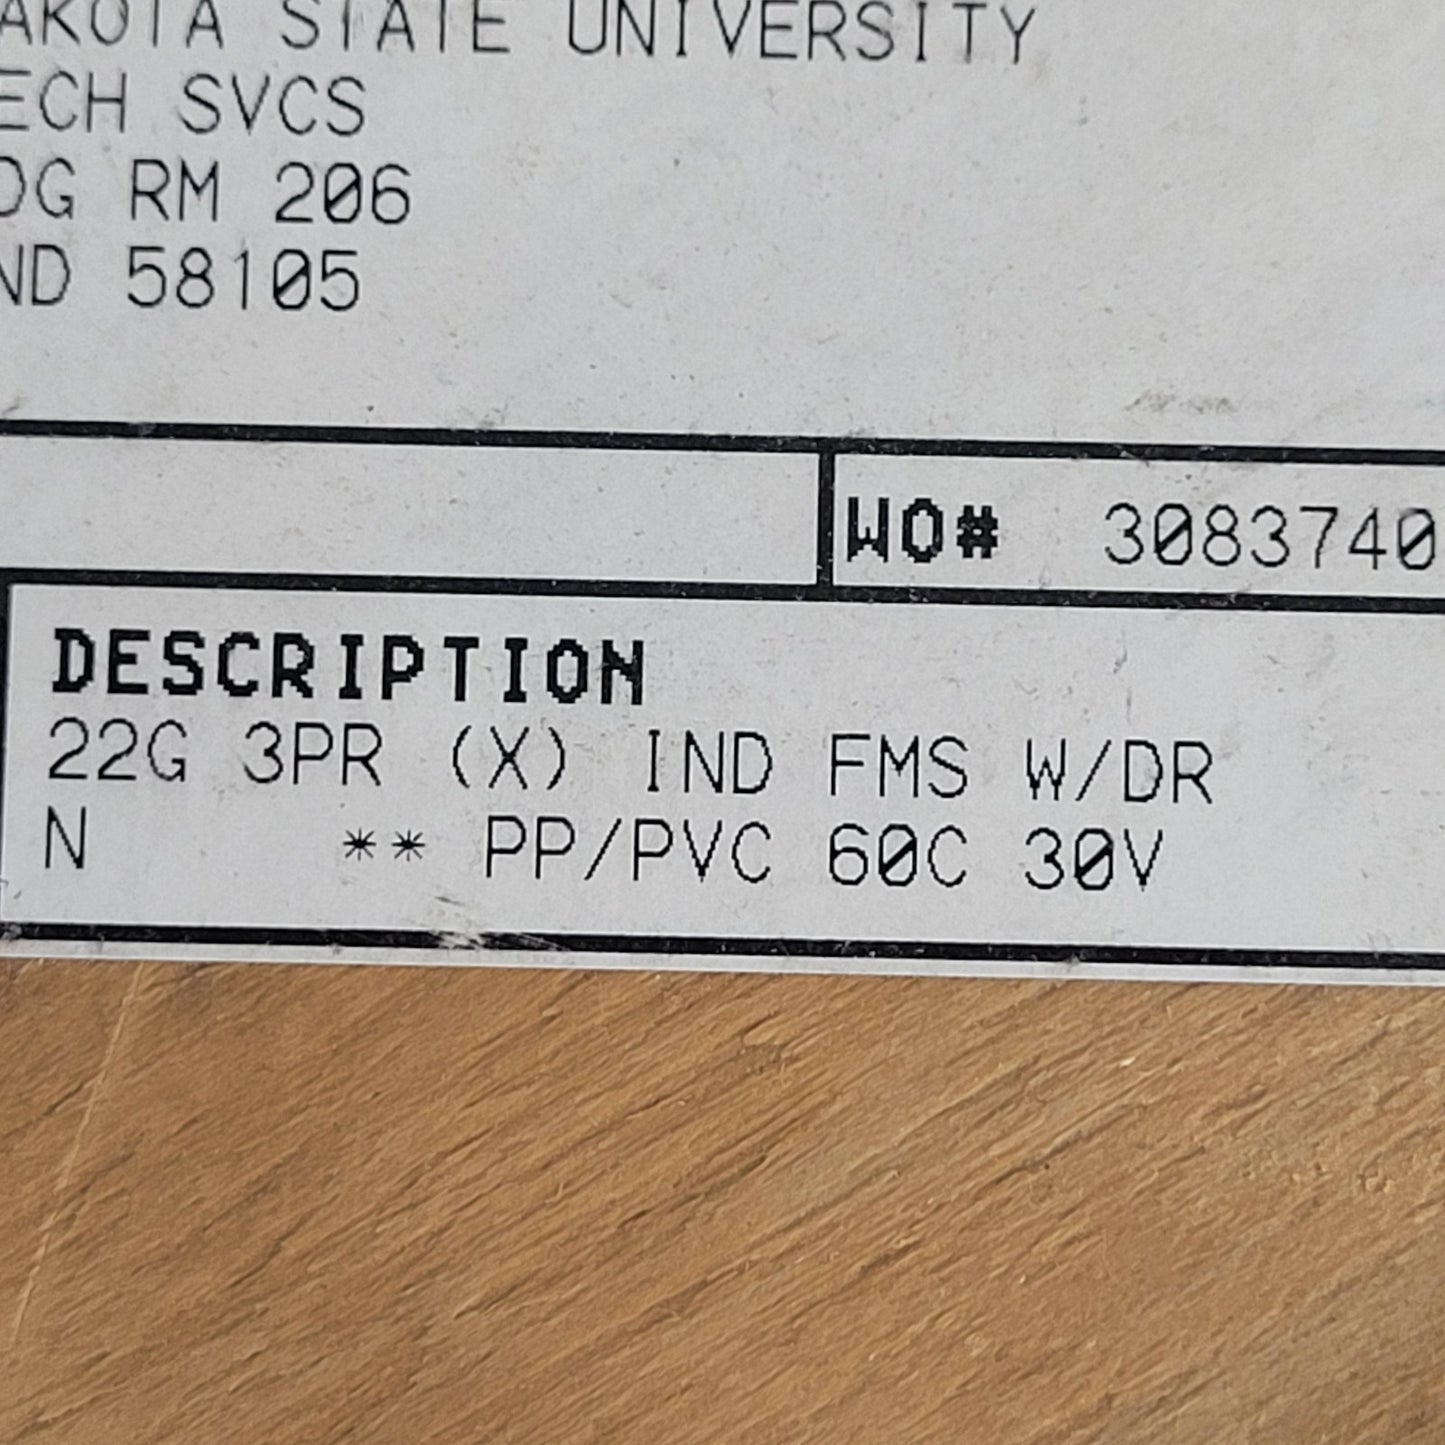 AKOTA STATE UNIVERSITY
ECH SVCS
DG RM 206
ND 58105
WO# 3083740
DESCRIPTION
22G 3PR (X) IND FMS W/DR
N ** PP/PVC 60C 30V